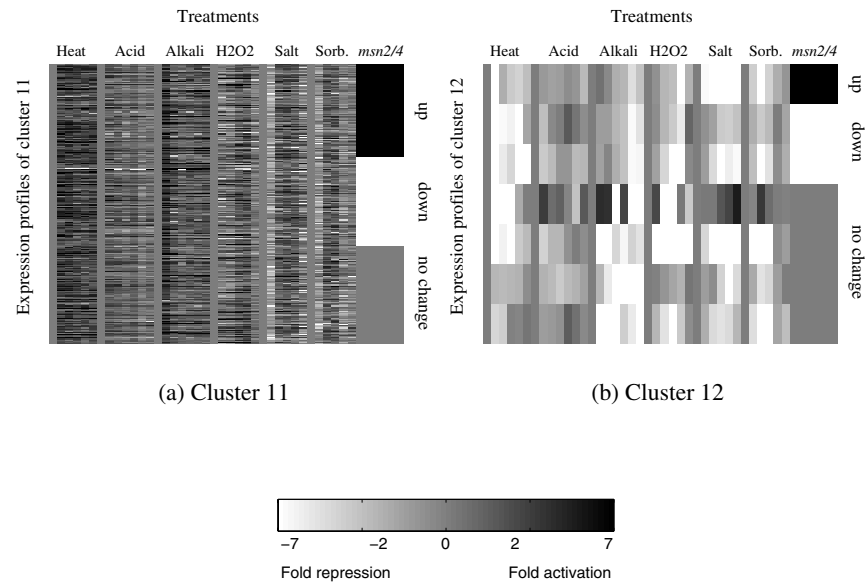 Treatments
Heat Acid Alkali H2O2 Salt Sorb. msn2/4
Expression profiles of cluster 11
up
down
no change
(a) Cluster 11
Treatments
Heat Acid Alkali H2O2 Salt Sorb. msn2/4
Expression profiles of cluster 12
up
down
no change
(b) Cluster 12
−7 −2 0 2 7
Fold repression Fold activation